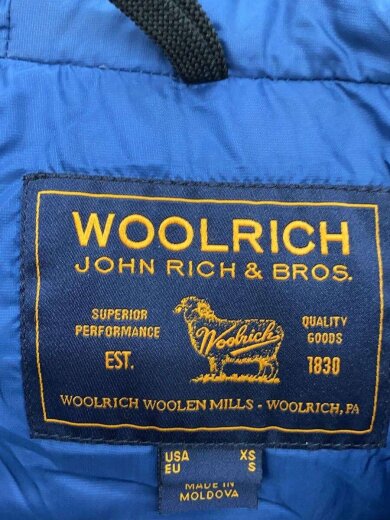 WOOLRICH
JOHN RICH & BROS.
SUPERIOR
PERFORMANCE
EST.
Woolrich
QUALITY
GOODS
1830
WOOLRICH WOOLEN MILLS - WOOLRICH, PA
USA XS
EU S
MADE IN
MOLDOVA